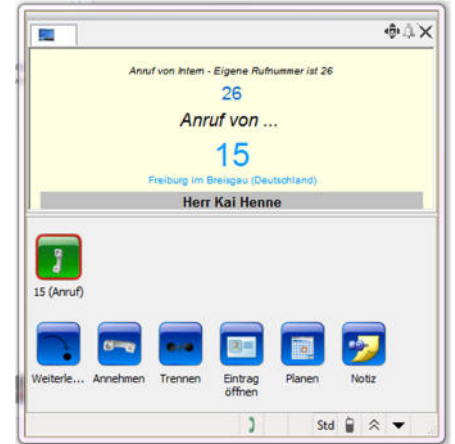 Anruf von Intern - Eigene Rufnummer ist 26
26
Anruf von ...
15
Freiburg im Breisgau (Deutschland)
Herr Kai Henne
15 (Anruf)
Weiterle... Annehmen Trennen Eintrag öffnen Planen Notiz
Std